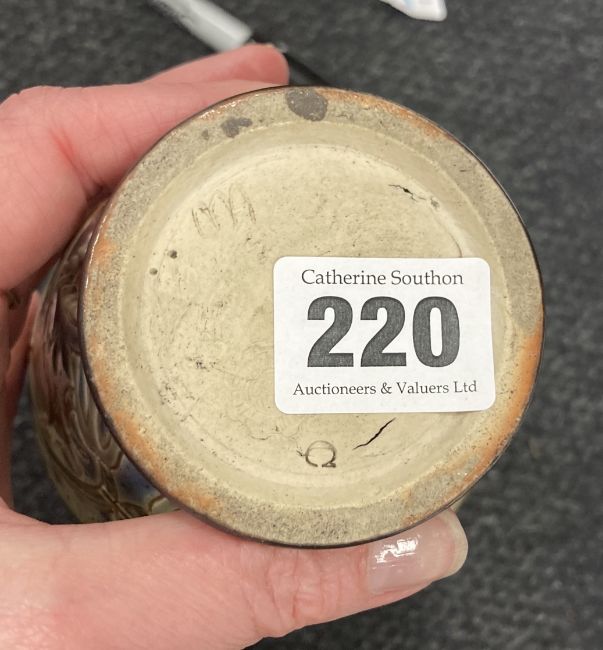 Catherine Southon
220
Auctioneers & Valuers Ltd